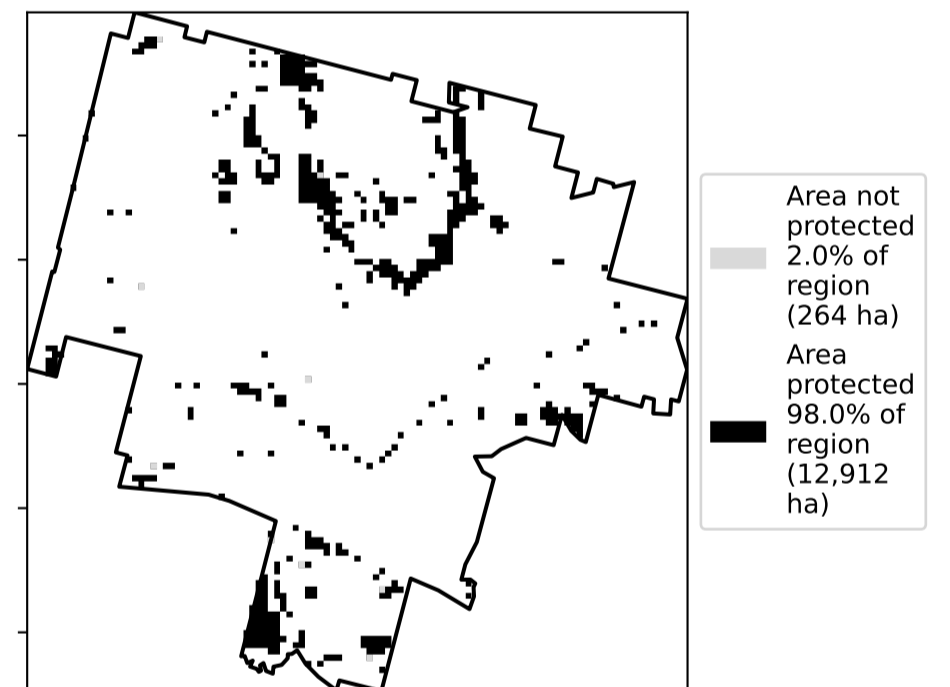 Area not
protected
2.0% of
region
(264 ha)
Area
protected
98.0% of
region
(12,912
ha)